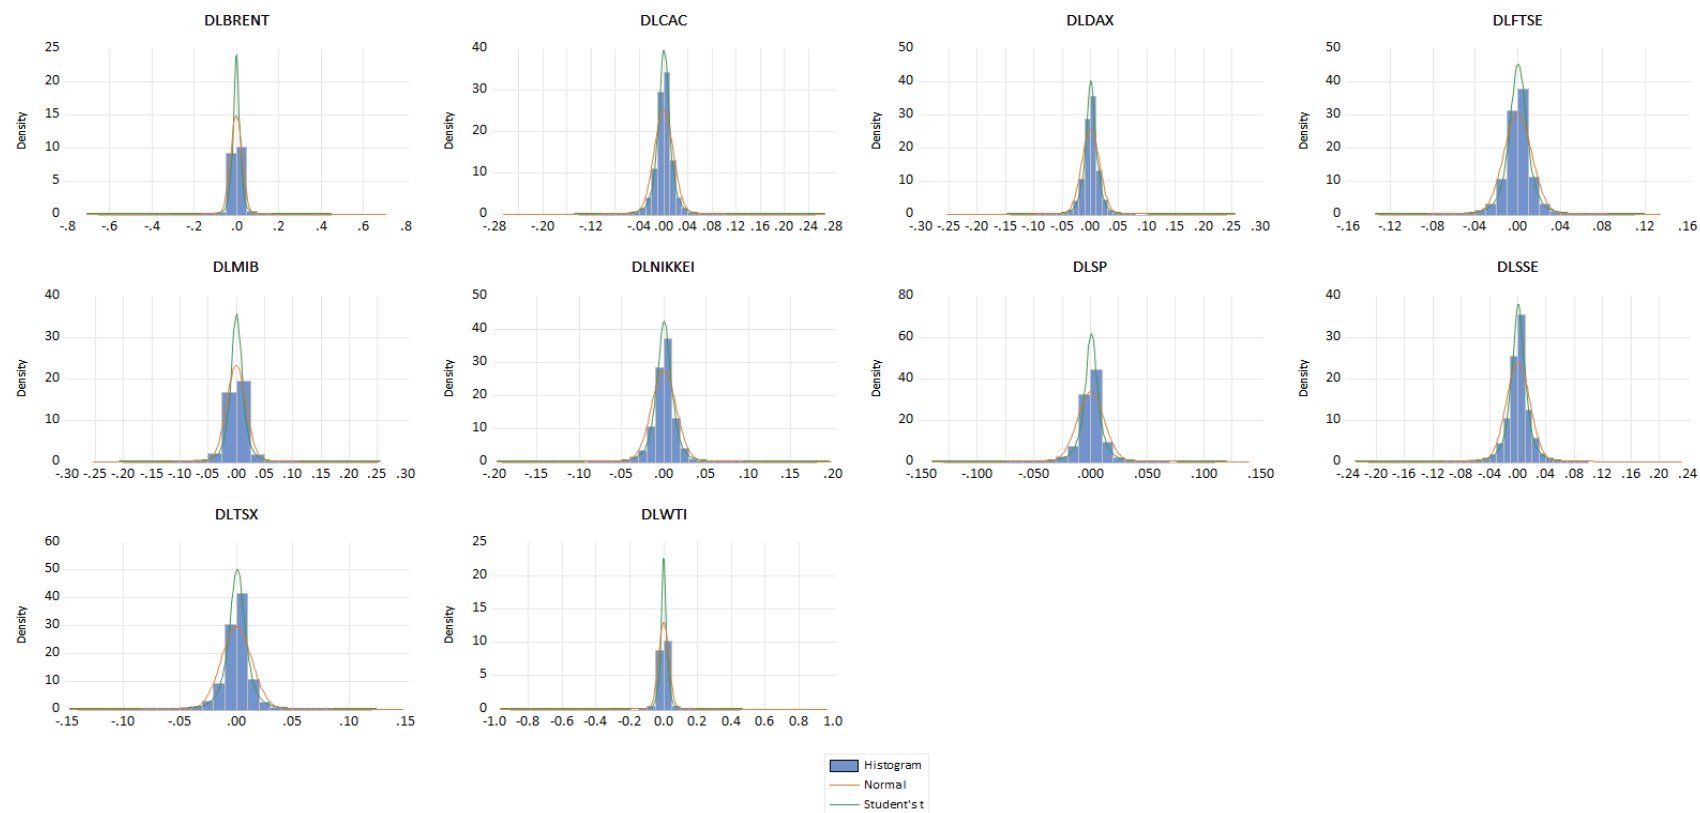 DLBRENT
DLCAC
DLDAX
DLFTSE
25
20
15
10
5
0
Density
-.8 -.6 -.4 -.2 .0 .2 .4 .6 .8
40
30
20
10
0
Density
-.28 -.20 -.12 -.04 .00 .04 .08 .12 .16 .20 .24 .28
50
40
30
20
10
0
Density
-.30 -.25 -.20 -.15 -.10 -.05 .00 .05 .10 .15 .20 .25 .30
50
40
30
20
10
0
Density
-.16 -.12 -.08 -.04 .00 .04 .08 .12 .16
DLMIB
DLNIKKEI
DLSP
DLSSE
40
30
20
10
0
Density
-.30 -.25 -.20 -.15 -.10 -.05 .00 .05 .10 .15 .20 .25 .30
50
40
30
20
10
0
Density
-.20 -.15 -.10 -.05 .00 .05 .10 .15 .20
80
60
40
20
0
Density
-.150 -.100 -.050 .000 .050 .100 .150
40
30
20
10
0
Density
-.24 -.20 -.16 -.12 -.08 -.04 .00 .04 .08 .12 .16 .20 .24
DLTSX
DLWTI
60
50
40
30
20
10
0
Density
-.15 -.10 -.05 .00 .05 .10 .15
25
20
15
10
5
0
Density
-1.0 -0.8 -0.6 -0.4 -0.2 0.0 0.2 0.4 0.6 0.8 1.0
Histogram
Normal
Student's t